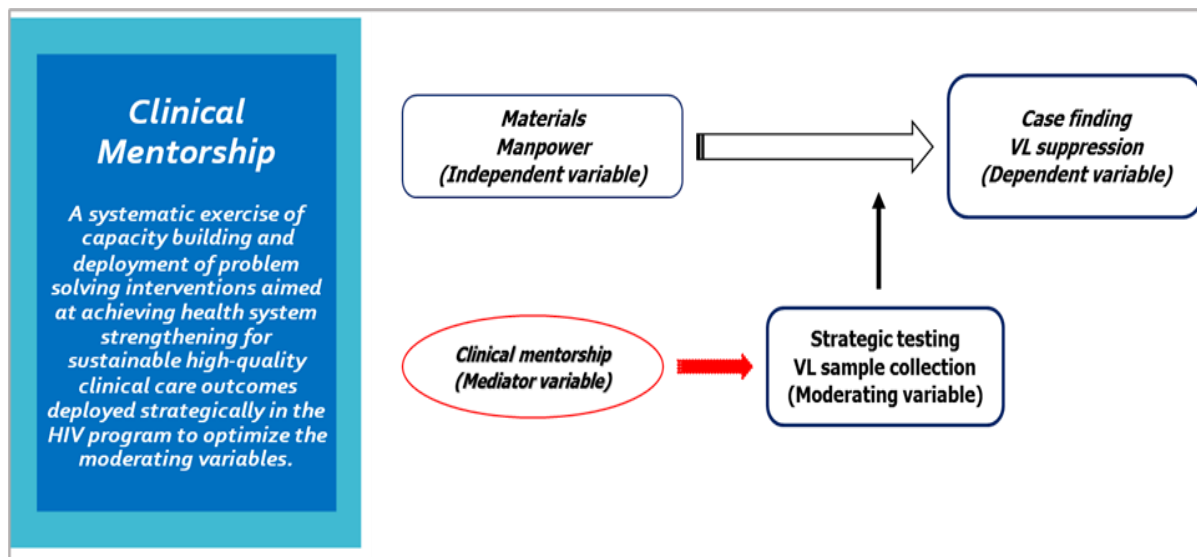 Clinical
Mentorship
A systematic exercise of
capacity building and
deployment of problem
solving interventions aimed
at achieving health system
strengthening for
sustainable high-quality
clinical care outcomes
deployed strategically in the
HIV program to optimize the
moderating variables.
Materials
Manpower
(Independent variable)
Case finding
VL suppression
(Dependent variable)
Clinical mentorship
(Mediator variable)
Strategic testing
VL sample collection
(Moderating variable)